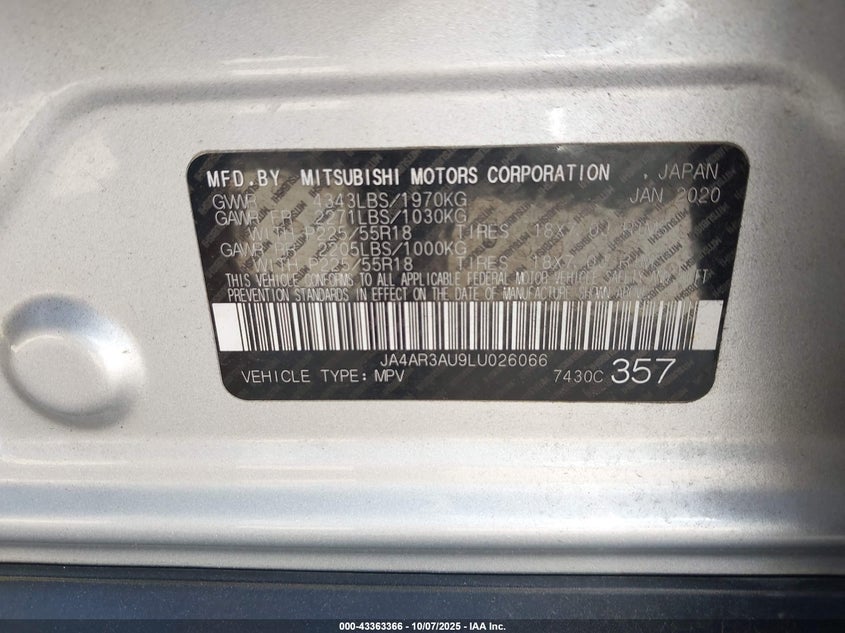 MFD.BY MITSUBISHI MOTORS CORPORATION , JAPAN
GVWR 4343LBS/1970KG JAN 2020
GAWR FR 2271LBS/1030KG
WITH P225/55R18 TIRES 18X7
GAWR RR 2205LBS/1000KG
WITH P225/55R18 TIRES 18X7
THIS VEHICLE CONFORMS TO ALL APPLICABLE FEDERAL MOTOR VEHICLE SAFETY
PREVENTION STANDARDS IN EFFECT ON THE DATE OF MANUFACTURE SHOWN
JA4AR3AU9LU026066
VEHICLE TYPE: MPV 7430C 357
000-43363366 - 10/07/2025 - IAA Inc.